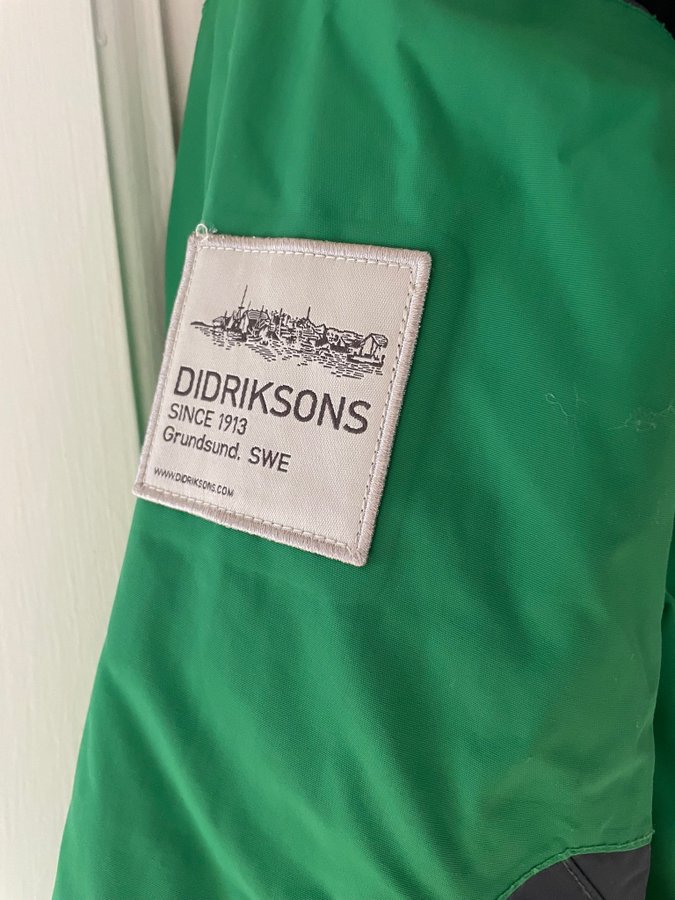 DIDRIKSONS
SINCE 1913
Grundsund. SWE
WWW.DIDRIKSONS.COM